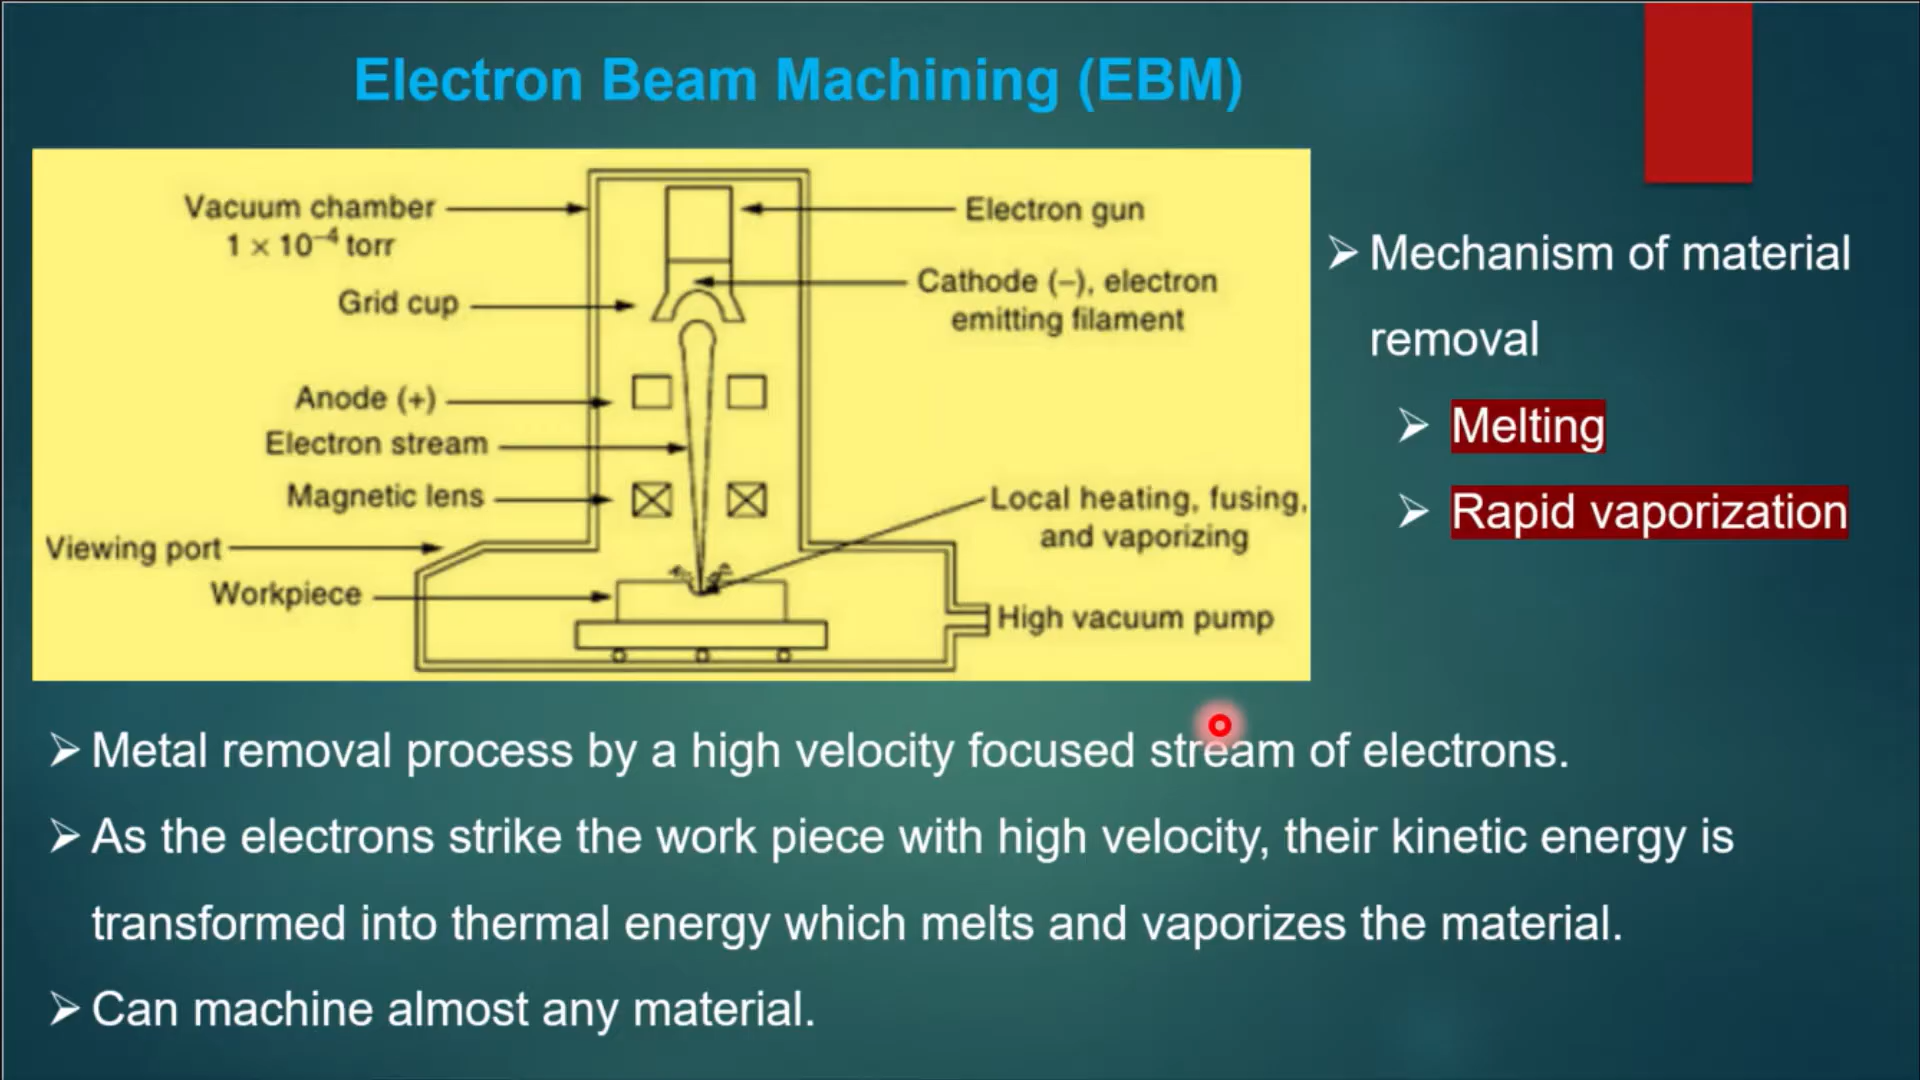 Electron Beam Machining (EBM)
Vacuum chamber
1 × 10⁻⁴ torr
Grid cup
Anode (+)
Electron stream
Magnetic lens
Viewing port
Workpiece
Electron gun
Cathode (–), electron
emitting filament
Local heating, fusing,
and vaporizing
High vacuum pump
➢ Mechanism of material
removal
➢ Melting
➢ Rapid vaporization
➢ Metal removal process by a high velocity focused stream of electrons.
➢ As the electrons strike the work piece with high velocity, their kinetic energy is
transformed into thermal energy which melts and vaporizes the material.
➢ Can machine almost any material.